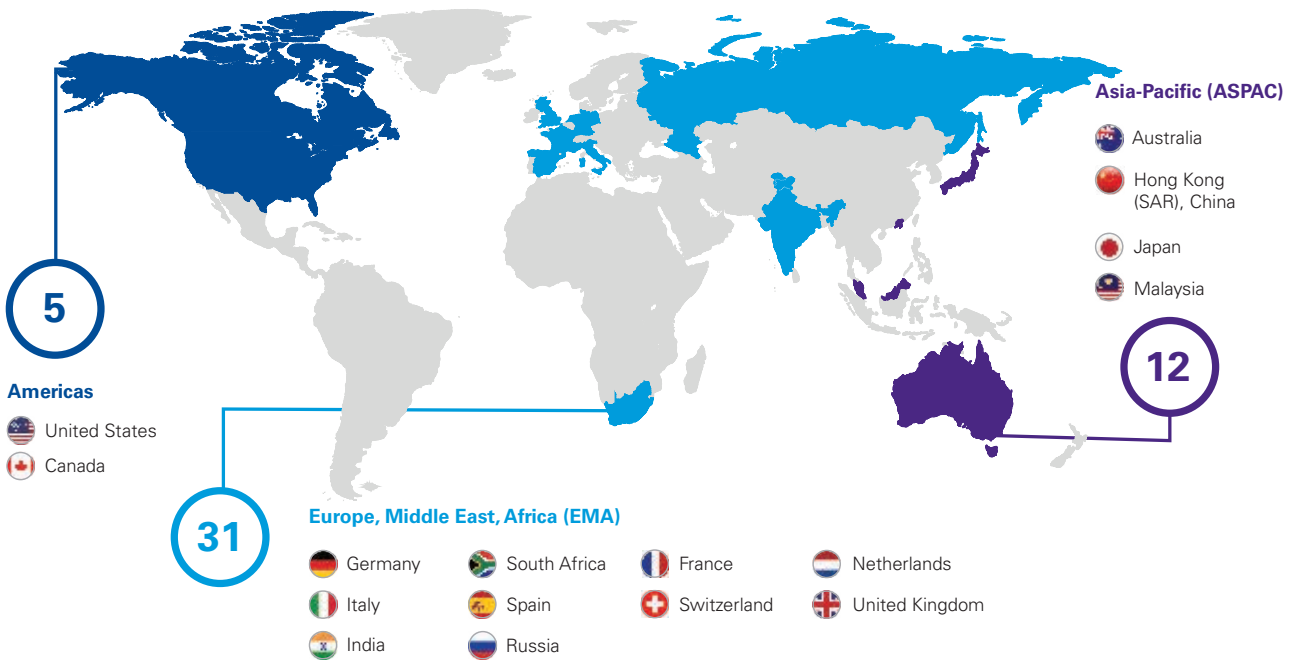 5
Americas
United States
Canada
31
Europe, Middle East, Africa (EMA)
Germany
South Africa
France
Netherlands
Italy
Spain
Switzerland
United Kingdom
India
Russia
Asia-Pacific (ASPAC)
Australia
Hong Kong
(SAR), China
Japan
Malaysia
12